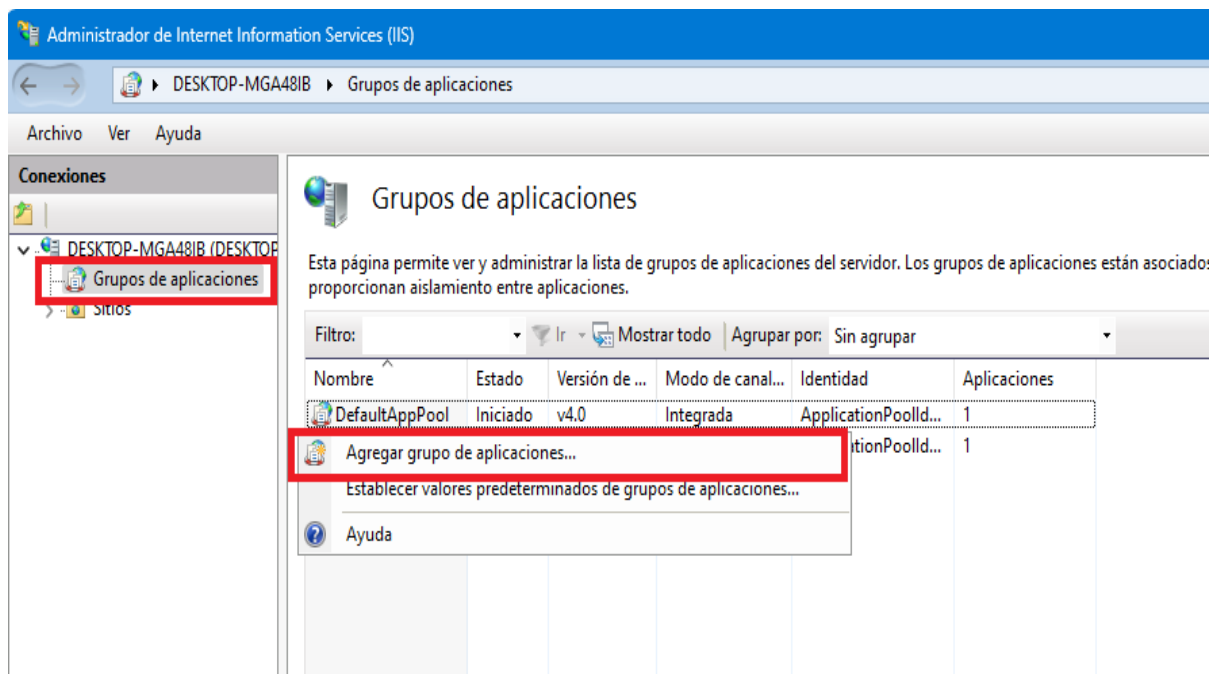 Administrador de Internet Information Services (IIS)
DESKTOP-MGA48IB Grupos de aplicaciones
Archivo Ver Ayuda
Conexiones
DESKTOP-MGA48IB (DESKTOP
Grupos de aplicaciones
Sitios
Grupos de aplicaciones
Esta página permite ver y administrar la lista de grupos de aplicaciones del servidor. Los grupos de aplicaciones están asociados
proporcionan aislamiento entre aplicaciones.
Filtro: Ir Mostrar todo Agrupar por: Sin agrupar
Nombre Estado Versión de ... Modo de canal... Identidad Aplicaciones
DefaultAppPool Iniciado v4.0 Integrada ApplicationPoolId... 1
tionPoolId... 1
Agregar grupo de aplicaciones...
Establecer valores predeterminados de grupos de aplicaciones...
Ayuda